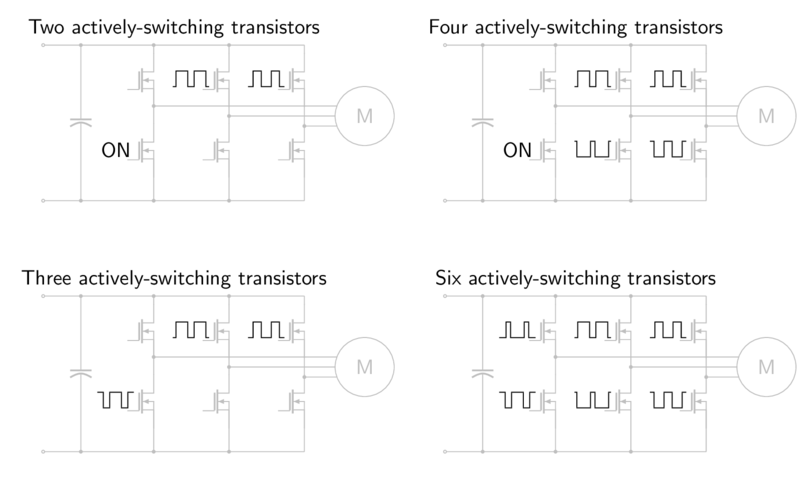 Two actively-switching transistors
ON
M
Four actively-switching transistors
ON
M
Three actively-switching transistors
M
Six actively-switching transistors
M